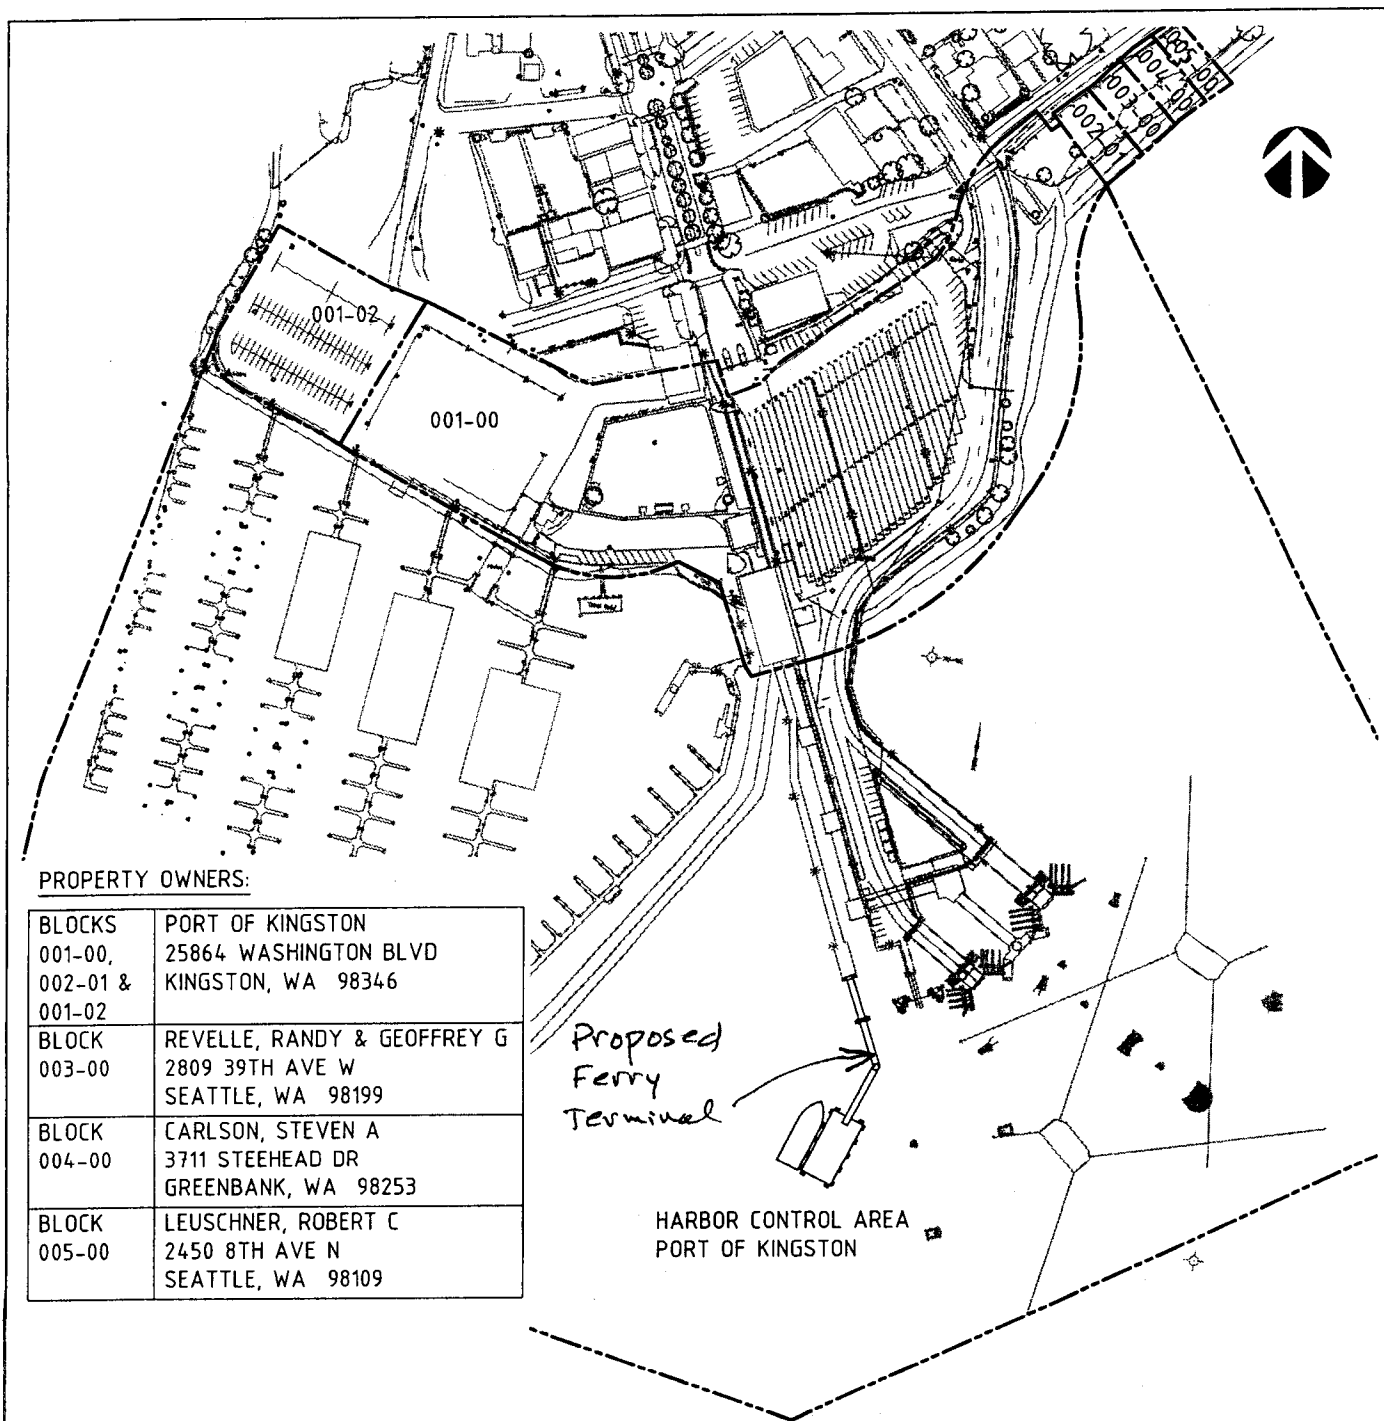 005-00
004-00
003-00
002-01
001-02
001-00
PROPERTY OWNERS:
BLOCKS
001-00,
002-01 &
001-02
PORT OF KINGSTON
25864 WASHINGTON BLVD
KINGSTON, WA 98346
BLOCK
003-00
REVELLE, RANDY & GEOFFREY G
2809 39TH AVE W
SEATTLE, WA 98199
BLOCK
004-00
CARLSON, STEVEN A
3711 STEEHEAD DR
GREENBANK, WA 98253
BLOCK
005-00
LEUSCHNER, ROBERT C
2450 8TH AVE N
SEATTLE, WA 98109
Proposed
Ferry
Terminal
HARBOR CONTROL AREA
PORT OF KINGSTON